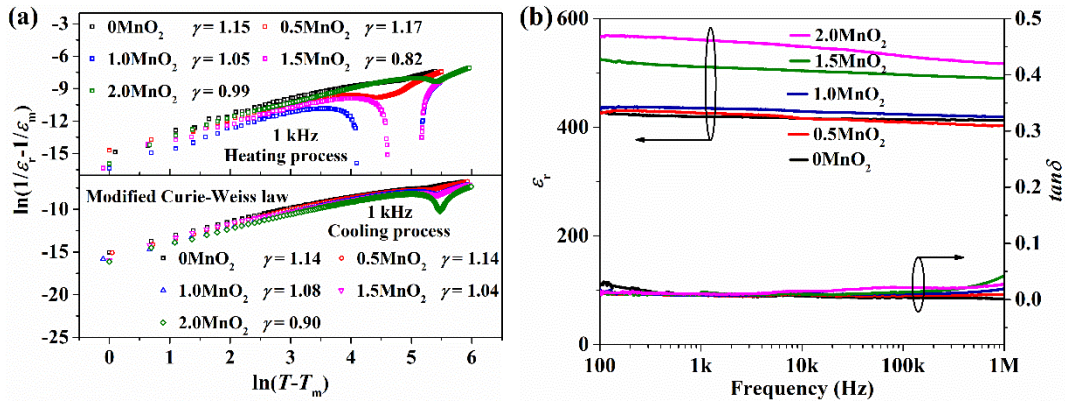 (a)
-3
-6
-9
-12
-15
-10
-15
-20
-25
ln(1/εr-1/εm)
0MnO2 γ = 1.15
0.5MnO2 γ = 1.17
1.0MnO2 γ = 1.05
1.5MnO2 γ = 0.82
2.0MnO2 γ = 0.99
1 kHz
Heating process
Modified Curie-Weiss law
1 kHz
Cooling process
0MnO2 γ = 1.14
0.5MnO2 γ = 1.14
1.0MnO2 γ = 1.08
1.5MnO2 γ = 1.04
2.0MnO2 γ = 0.90
0 1 2 3 4 5 6
ln(T-Tm)
(b)
600
500
400
300
200
100
0
εr
2.0MnO2
1.5MnO2
1.0MnO2
0.5MnO2
0MnO2
0.5
0.4
0.3
0.2
0.1
0.0
tanδ
100 1k 10k 100k 1M
Frequency (Hz)